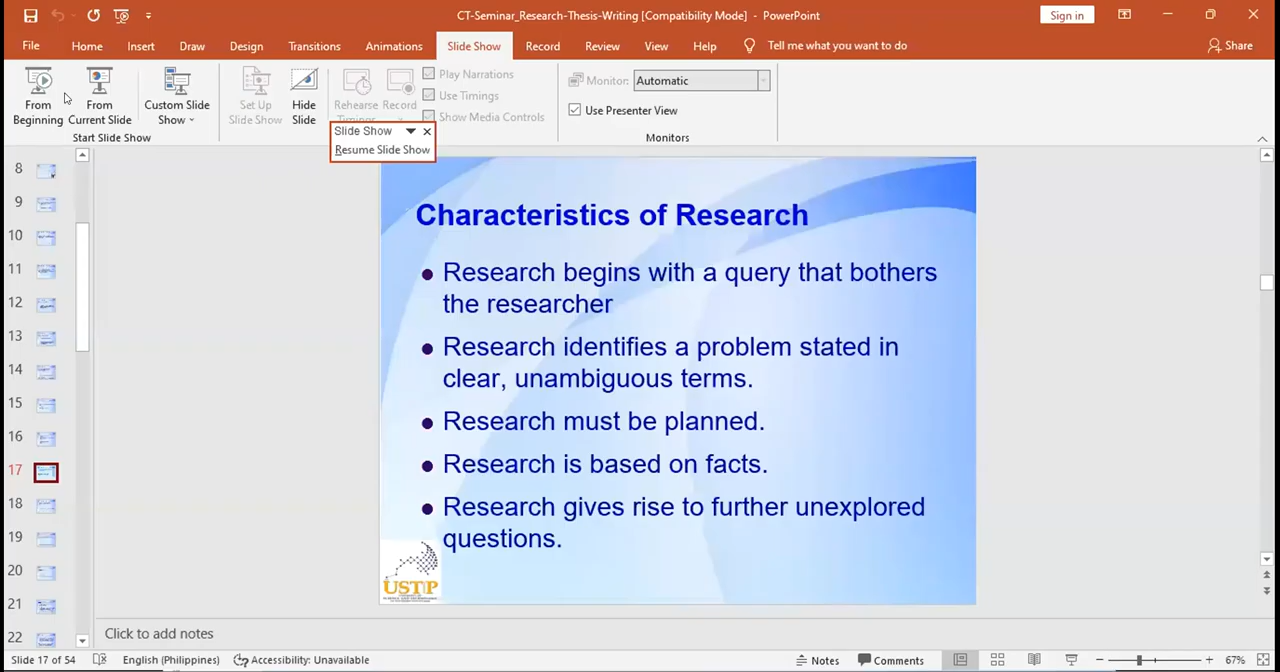 CT-Seminar_Research-Thesis-Writing [Compatibility Mode] - PowerPoint
Sign in
File Home Insert Draw Design Transitions Animations Slide Show Record Review View Help Tell me what you want to do
Share
From Beginning
From Current Slide
Custom Slide Show
Set Up Slide Show
Hide Slide
Rehearse
Record
Play Narrations
Use Timings
Show Media Controls
Monitor: Automatic
Use Presenter View
Start Slide Show
Monitors
Slide Show
Resume Slide Show
8
9
10
11
12
13
14
15
16
17
18
19
20
21
22
Characteristics of Research
● Research begins with a query that bothers
the researcher
● Research identifies a problem stated in
clear, unambiguous terms.
● Research must be planned.
● Research is based on facts.
● Research gives rise to further unexplored
questions.
USTP
Click to add notes
Slide 17 of 54 English (Philippines) Accessibility: Unavailable Notes Comments 67%